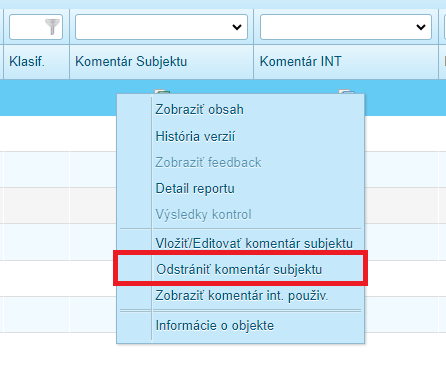 Klasif. Komentár Subjektu Komentár INT
Zobraziť obsah
História verzií
Zobraziť feedback
Detail reportu
Výsledky kontrol
Vložiť/Editovať komentár subjektu
Odstrániť komentár subjektu
Zobraziť komentár int. použiv.
Informácie o objekte